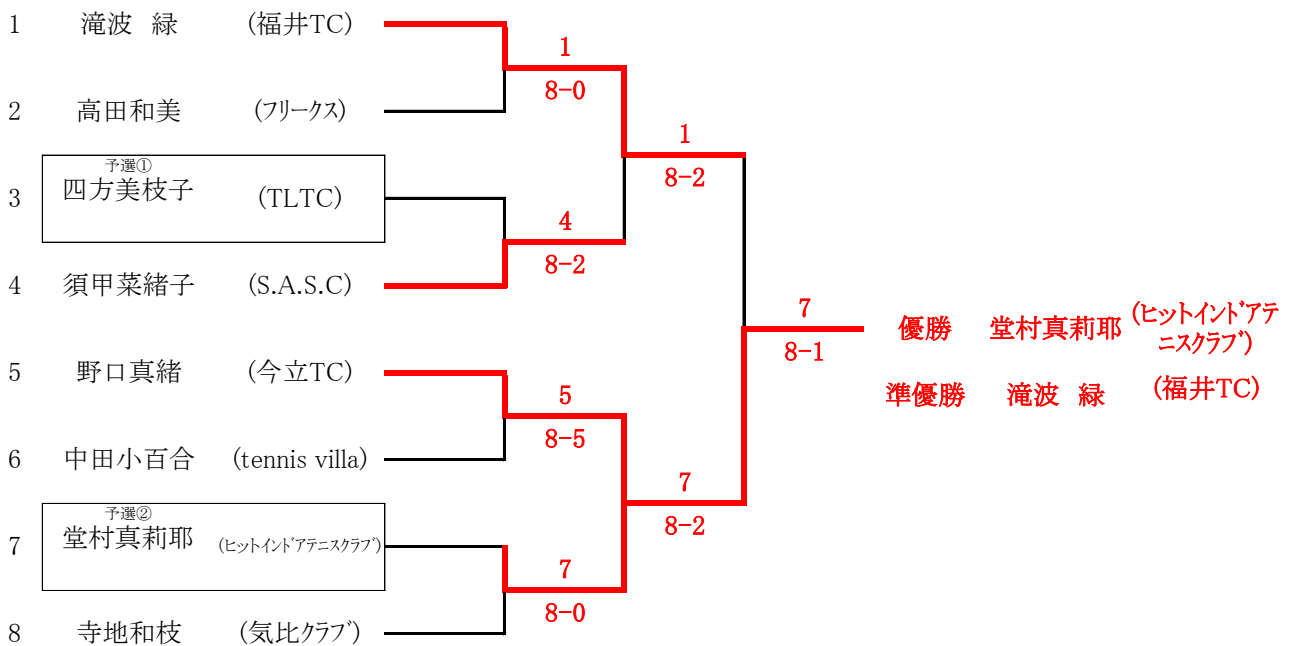 1 滝波 緑 (福井TC)
1
8-0
2 高田和美 (フリークス)
1
8-2
予選①
3 四方美枝子 (TLTC)
4
8-2
4 須甲菜緒子 (S.A.S.C)
7
8-1
優勝 堂村真莉耶 (ヒットインドアテ
ニスクラブ)
準優勝 滝波 緑 (福井TC)
5 野口真緒 (今立TC)
5
8-5
6 中田小百合 (tennis villa)
7
8-2
予選②
7 堂村真莉耶 (ヒットインドアテニスクラブ)
7
8-0
8 寺地和枝 (気比クラブ)